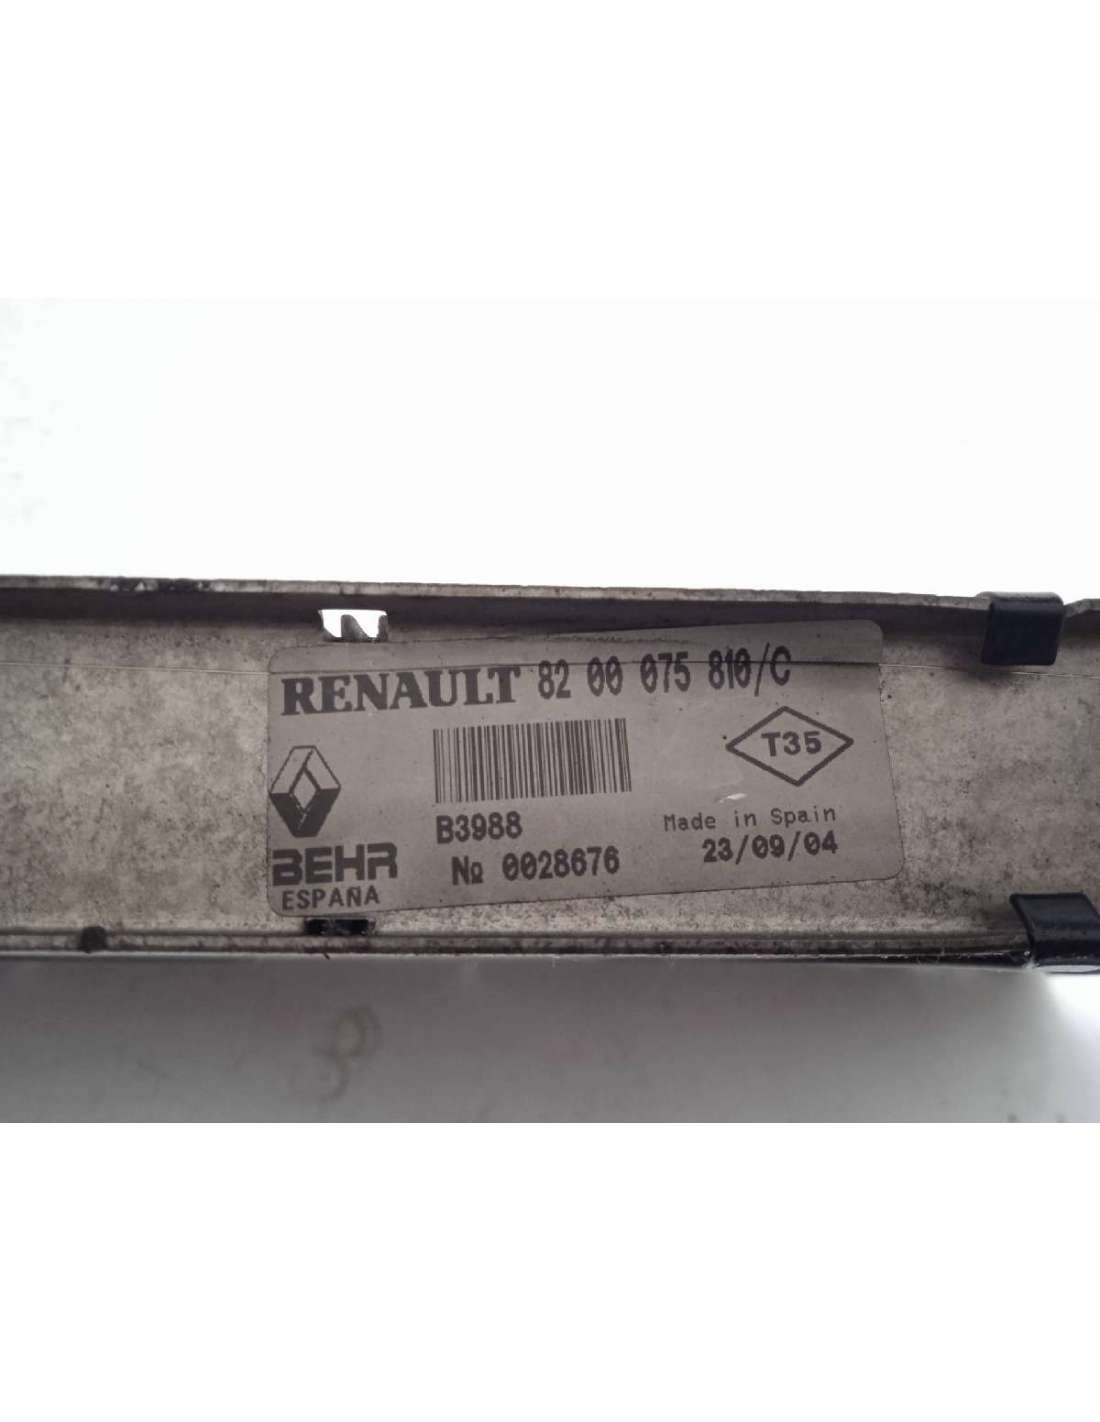 RENAULT 82 00 075 810/C
T35
B3988
Made in Spain
BEHR
Nº 0028676
23/09/04
ESPAÑA